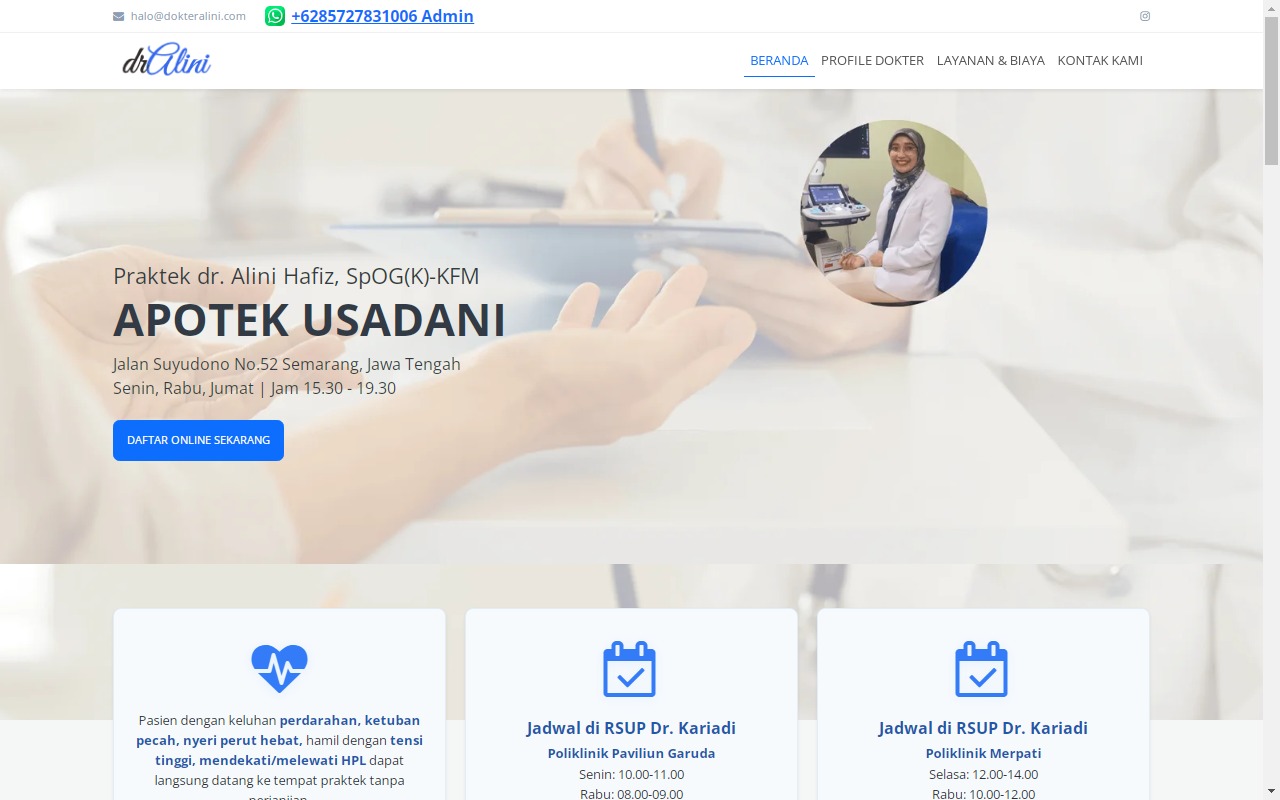 halo@dokteralini.com
+6285727831006 Admin
drAlini
BERANDA
PROFILE DOKTER
LAYANAN & BIAYA
KONTAK KAMI
Praktek dr. Alini Hafiz, SpOG(K)-KFM
APOTEK USADANI
Jalan Suyudono No.52 Semarang, Jawa Tengah
Senin, Rabu, Jumat | Jam 15.30 - 19.30
DAFTAR ONLINE SEKARANG
Pasien dengan keluhan perdarahan, ketuban
pecah, nyeri perut hebat, hamil dengan tensi
tinggi, mendekati/melewati HPL dapat
langsung datang ke tempat praktek tanpa
perjanjian
Jadwal di RSUP Dr. Kariadi
Poliklinik Paviliun Garuda
Senin: 10.00-11.00
Rabu: 08.00-09.00
Jadwal di RSUP Dr. Kariadi
Poliklinik Merpati
Selasa: 12.00-14.00
Rabu: 10.00-12.00